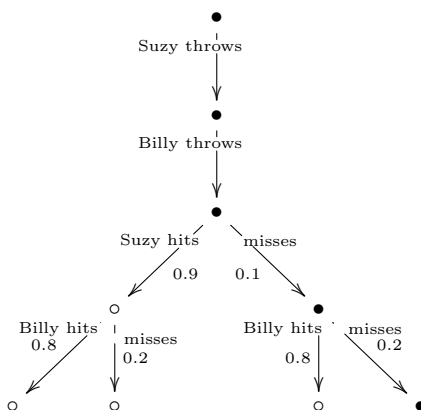 Suzy throws
Billy throws
Suzy hits misses
0.9 0.1
Billy hits misses Billy hits misses
0.8 0.2 0.8 0.2